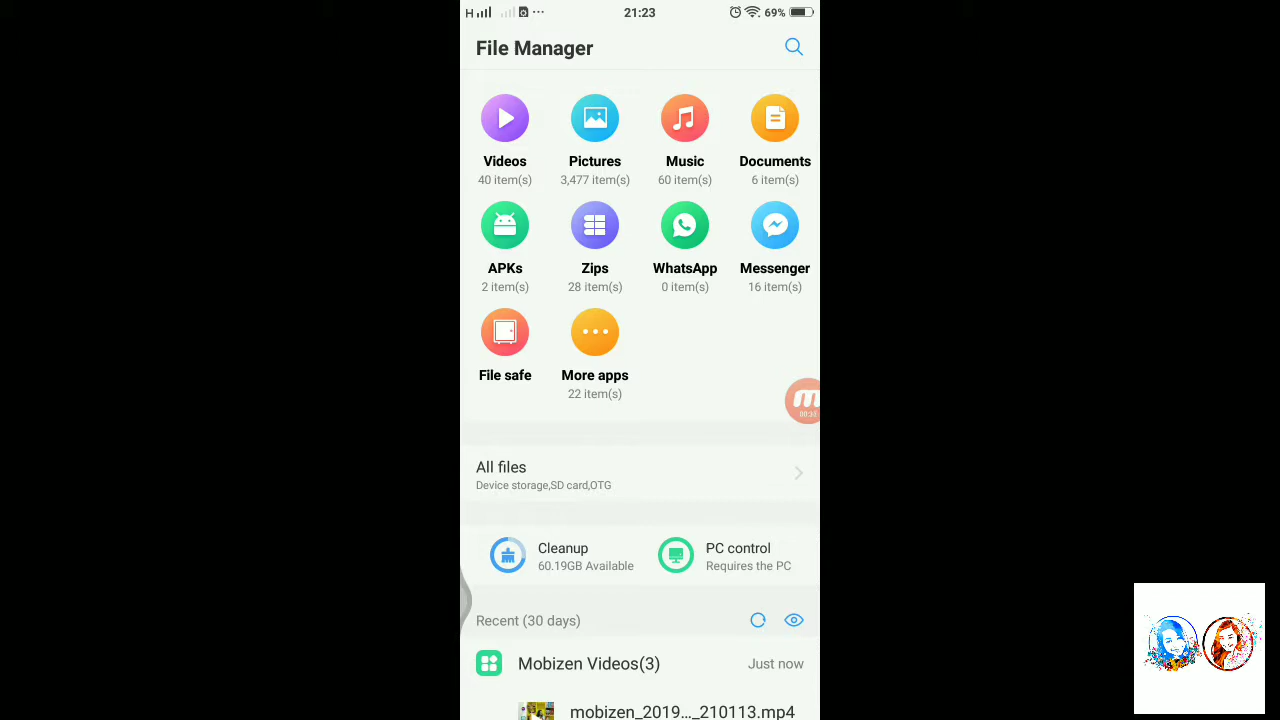 H 21:23 69%
File Manager
Videos Pictures Music Documents
40 item(s) 3,477 item(s) 60 item(s) 6 item(s)
APKs Zips WhatsApp Messenger
2 item(s) 28 item(s) 0 item(s) 16 item(s)
File safe More apps
22 item(s)
All files
Device storage,SD card,OTG
Cleanup PC control
60.19GB Available Requires the PC
Recent (30 days)
Mobizen Videos(3) Just now
mobizen_2019..._210113.mp4